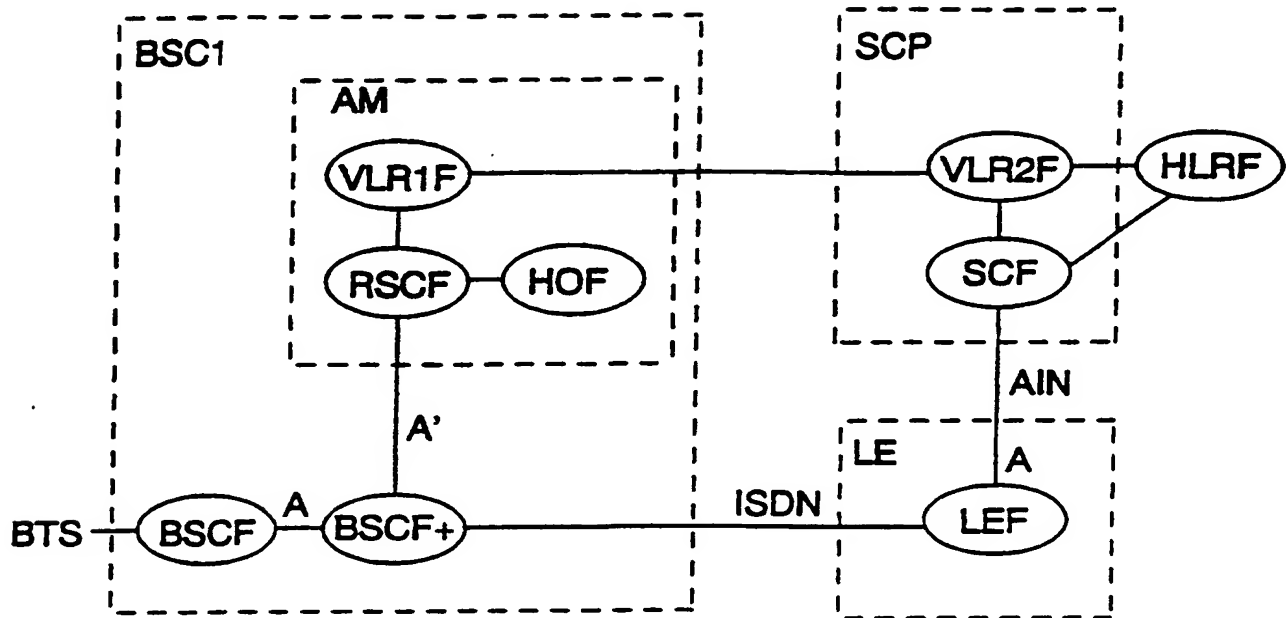 BSC1
SCP
AM
VLR1F
VLR2F
HLRF
RSCF
HOF
SCF
AIN
A'
LE
A
ISDN
A
BTS
BSCF
BSCF+
LEF